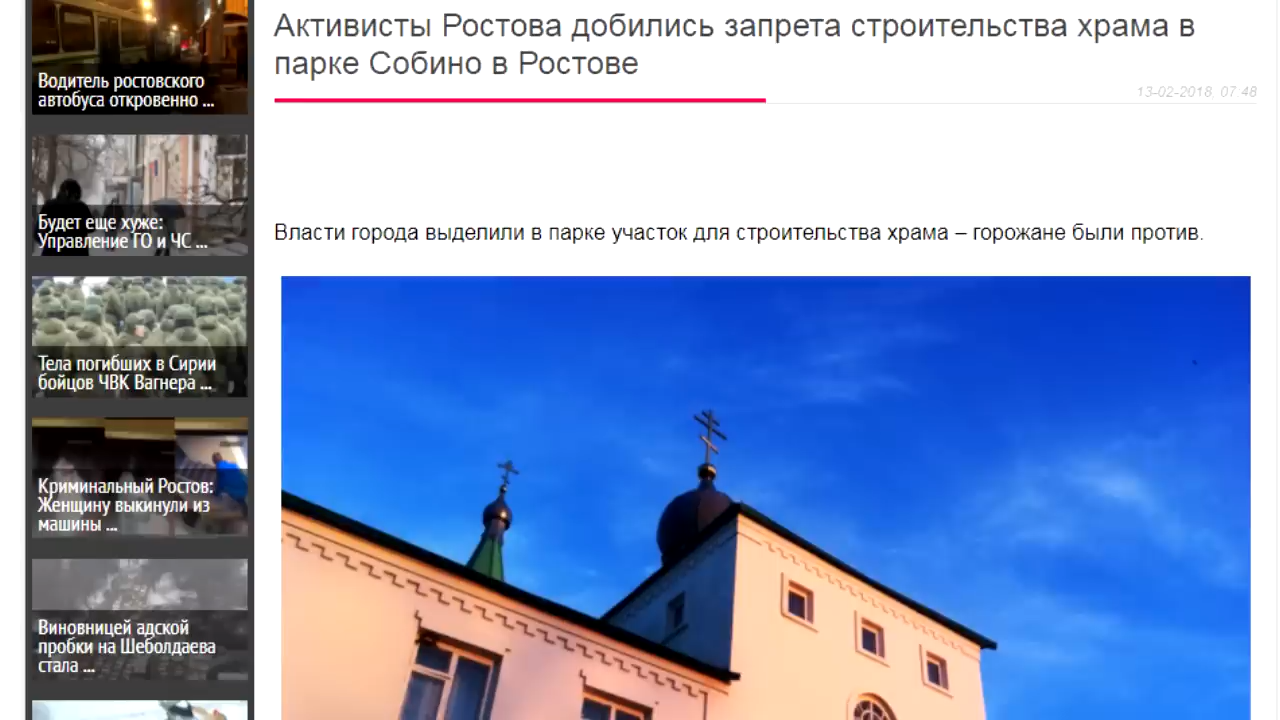 Активисты Ростова добились запрета строительства храма в
парке Собино в Ростове
13-02-2018, 07 48
Власти города выделили в парке участок для строительства храма – горожане были против.
Водитель ростовского
автобуса откровенно ...
Будет еще хуже:
Управление ГО и ЧС ...
Тела погибших в Сирии
бойцов ЧВК Вагнера ...
Криминальный Ростов:
Женщину выкинули из
машины ...
Виновницей адской
пробки на Шеболдаева
стала ...